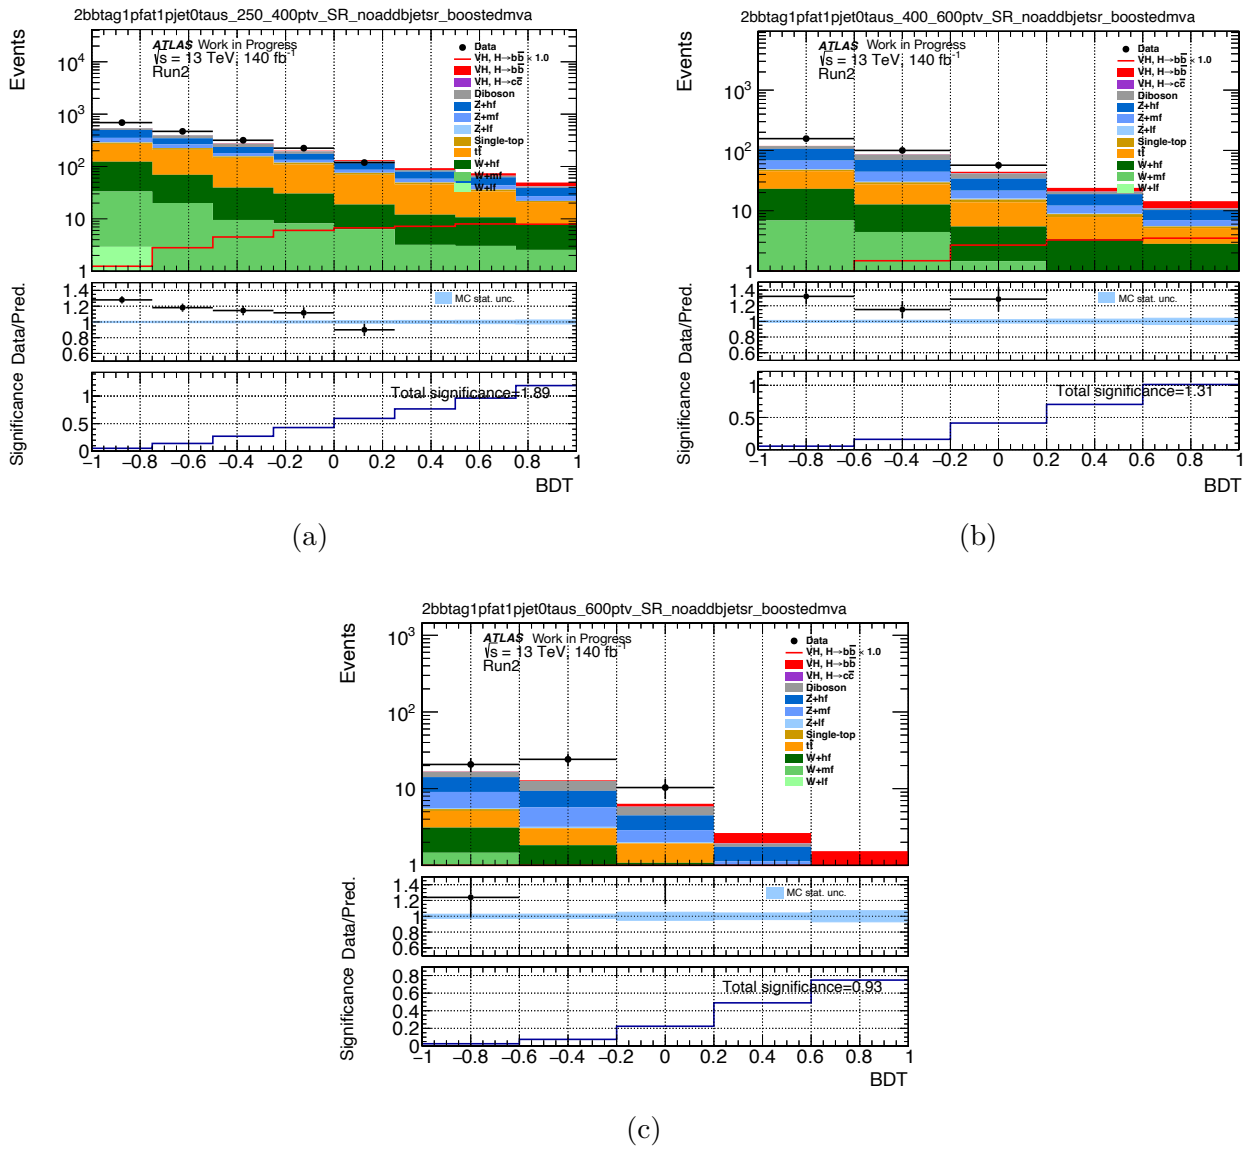 2bbtag1pfat1pjet0taus_250_400ptv_SR_noaddbjetsr_boostedmva
Events
ATLAS Work in Progress
√s = 13 TeV, 140 fb⁻¹
Run2
Data
VH, H→bb̄ × 1.0
VH, H→bb̄
VH, H→cc̄
Diboson
Z+hf
Z+mf
Z+lf
Single-top
tt̄
W+hf
W+mf
W+lf
10⁴
10³
10²
10
1
Data/Pred.
1.4
1.2
1
0.8
0.6
MC stat. unc.
Significance
Total significance=1.89
1
0.5
0
−1 −0.8 −0.6 −0.4 −0.2 0 0.2 0.4 0.6 0.8 1
BDT
(a)
2bbtag1pfat1pjet0taus_400_600ptv_SR_noaddbjetsr_boostedmva
Events
ATLAS Work in Progress
√s = 13 TeV, 140 fb⁻¹
Run2
Data
VH, H→bb̄ × 1.0
VH, H→bb̄
VH, H→cc̄
Diboson
Z+hf
Z+mf
Z+lf
Single-top
tt̄
W+hf
W+mf
W+lf
10³
10²
10
1
Data/Pred.
1.4
1.2
1
0.8
0.6
MC stat. unc.
Significance
Total significance=1.31
1
0.5
0
−1 −0.8 −0.6 −0.4 −0.2 0 0.2 0.4 0.6 0.8 1
BDT
(b)
2bbtag1pfat1pjet0taus_600ptv_SR_noaddbjetsr_boostedmva
Events
ATLAS Work in Progress
√s = 13 TeV, 140 fb⁻¹
Run2
Data
VH, H→bb̄ × 1.0
VH, H→bb̄
VH, H→cc̄
Diboson
Z+hf
Z+mf
Z+lf
Single-top
tt̄
W+hf
W+mf
W+lf
10³
10²
10
1
Data/Pred.
1.4
1.2
1
0.8
0.6
MC stat. unc.
Significance
Total significance=0.93
0.8
0.6
0.4
0.2
0
−1 −0.8 −0.6 −0.4 −0.2 0 0.2 0.4 0.6 0.8 1
BDT
(c)